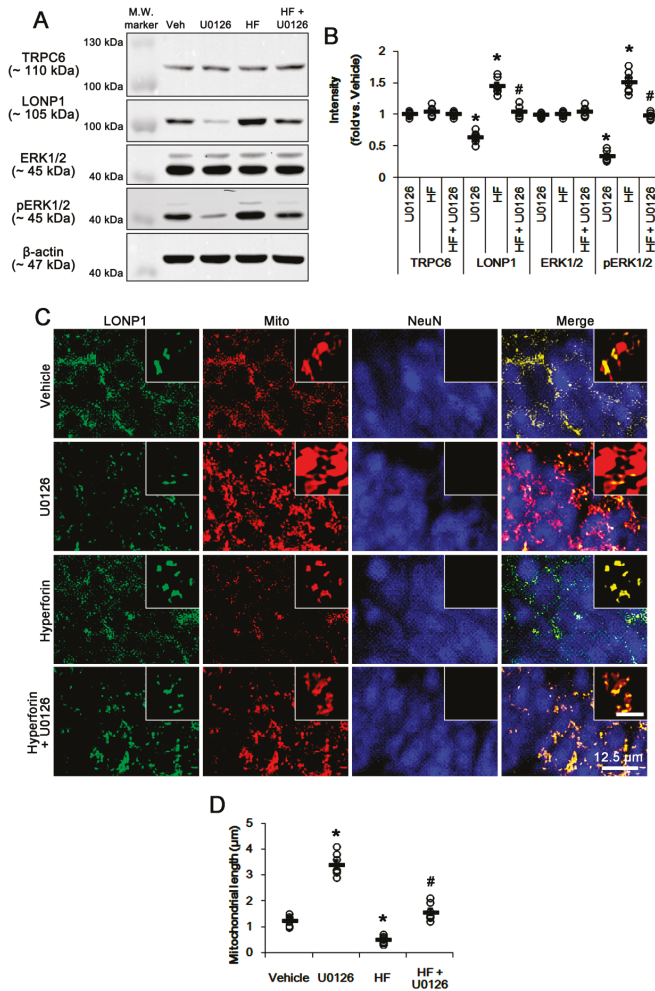 A
M.W.
marker
Veh
U0126
HF
HF +
U0126
130 kDa
TRPC6
(~ 110 kDa)
100 kDa
LONP1
(~ 105 kDa)
100 kDa
ERK1/2
(~ 45 kDa)
40 kDa
pERK1/2
(~ 45 kDa)
40 kDa
β-actin
(~ 47 kDa)
40 kDa
B
Intensity
(fold vs. Vehicle)
2
1.5
1
0.5
0
* * # * * #
U0126
HF
HF + U0126
U0126
HF
HF + U0126
U0126
HF
HF + U0126
U0126
HF
HF + U0126
TRPC6 LONP1 ERK1/2 pERK1/2
C
LONP1 Mito NeuN Merge
Vehicle
U0126
Hyperforin
Hyperforin
+ U0126
12.5 µm
D
Mitochondrial length (µm)
5
4
3
2
1
0
* * #
Vehicle U0126 HF HF +
U0126